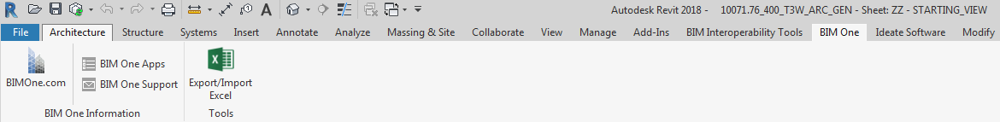 Autodesk Revit 2018 - 10071.76_400_T3W_ARC_GEN - Sheet: ZZ - STARTING_VIEW
File Architecture Structure Systems Insert Annotate Analyze Massing & Site Collaborate View Manage Add-Ins BIM Interoperability Tools BIM One Ideate Software Modify
BIMOne.com
BIM One Apps
BIM One Support
BIM One Information
Export/Import
Excel
Tools